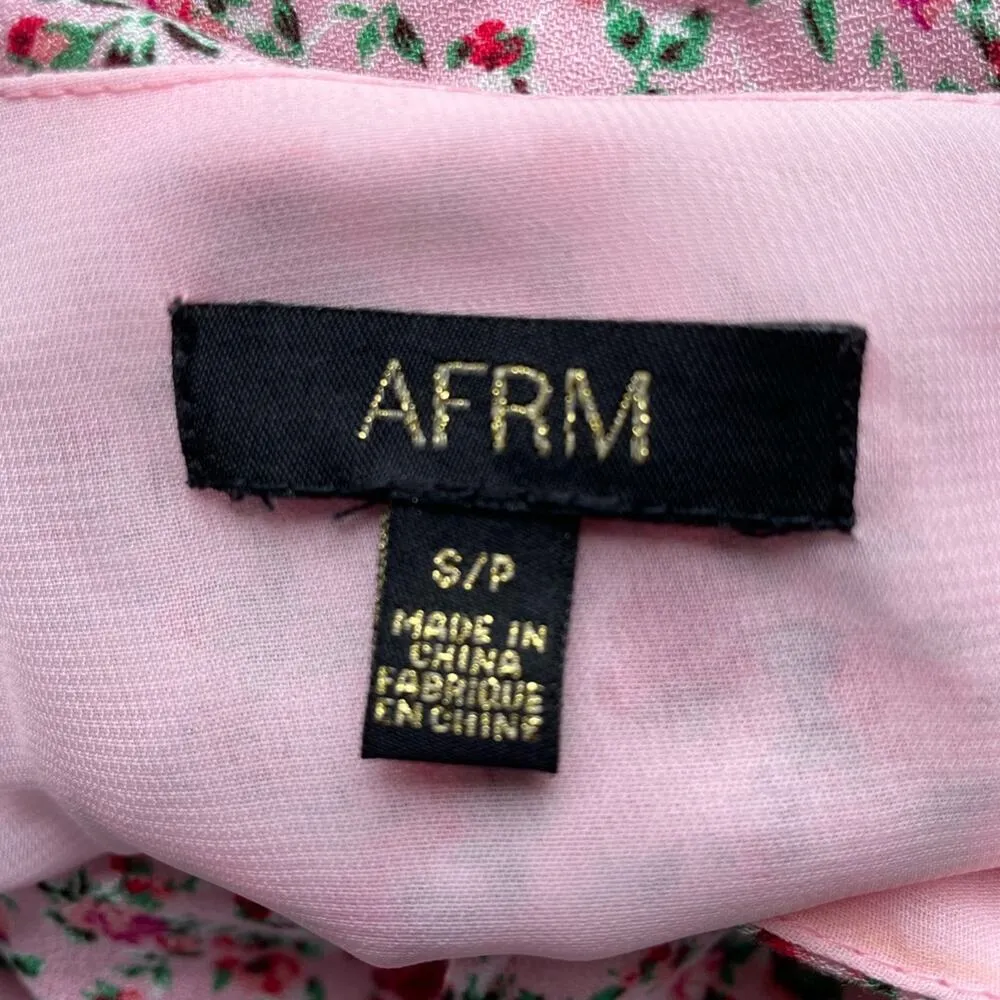 AFRM
S/P
MADE IN
CHINA
FABRIQUE
EN CHINE